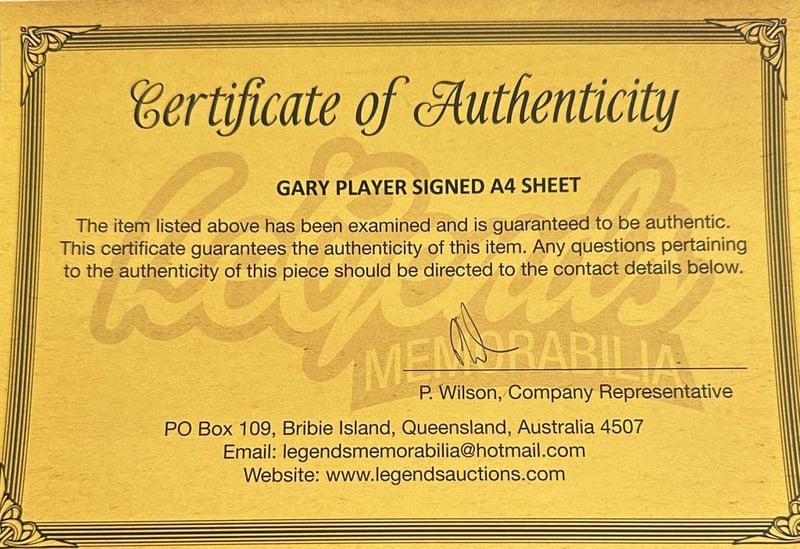 Certificate of Authenticity
GARY PLAYER SIGNED A4 SHEET
The item listed above has been examined and is guaranteed to be authentic.
This certificate guarantees the authenticity of this item. Any questions pertaining
to the authenticity of this piece should be directed to the contact details below.
Legends
MEMORABILIA
P. Wilson, Company Representative
PO Box 109, Bribie Island, Queensland, Australia 4507
Email: legendsmemorabilia@hotmail.com
Website: www.legendsauctions.com